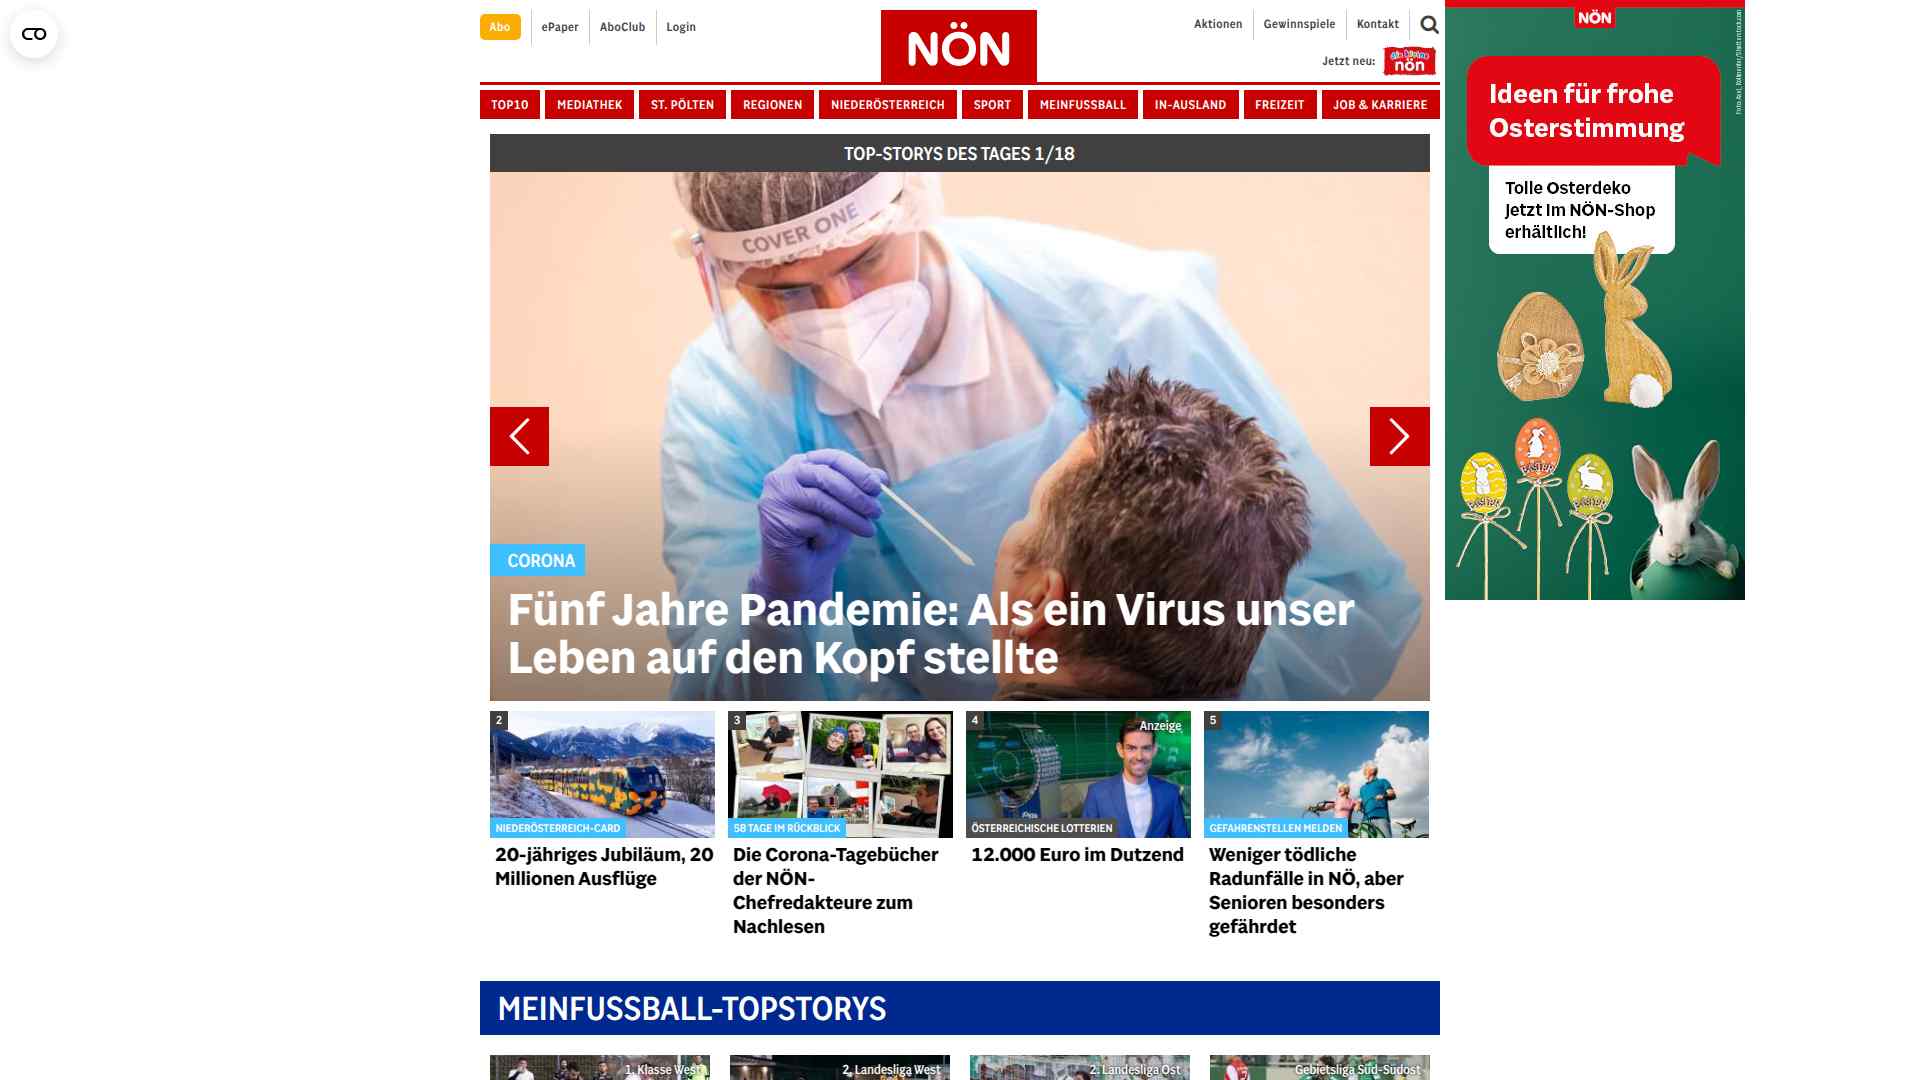 Abo
ePaper
AboClub
Login
NÖN
Aktionen
Gewinnspiele
Kontakt
Jetzt neu:
die kleine
nön
TOP10
MEDIATHEK
ST. PÖLTEN
REGIONEN
NIEDERÖSTERREICH
SPORT
MEINFUSSBALL
IN-AUSLAND
FREIZEIT
JOB & KARRIERE
TOP-STORYS DES TAGES 1/18
COVER ONE
CORONA
Fünf Jahre Pandemie: Als ein Virus unser
Leben auf den Kopf stellte
2
NIEDERÖSTERREICH-CARD
20-jähriges Jubiläum, 20
Millionen Ausflüge
3
58 TAGE IM RÜCKBLICK
Die Corona-Tagebücher
der NÖN-
Chefredakteure zum
Nachlesen
4
Anzeige
ÖSTERREICHISCHE LOTTERIEN
12.000 Euro im Dutzend
5
GEFAHRENSTELLEN MELDEN
Weniger tödliche
Radunfälle in NÖ, aber
Senioren besonders
gefährdet
MEINFUSSBALL-TOPSTORYS
1. Klasse West
2. Landesliga West
2. Landesliga Ost
Gebietsliga Süd-Südost
NÖN
Ideen für frohe
Osterstimmung
Tolle Osterdeko
jetzt im NÖN-Shop
erhältlich!
EASTER
EASTER
EASTER